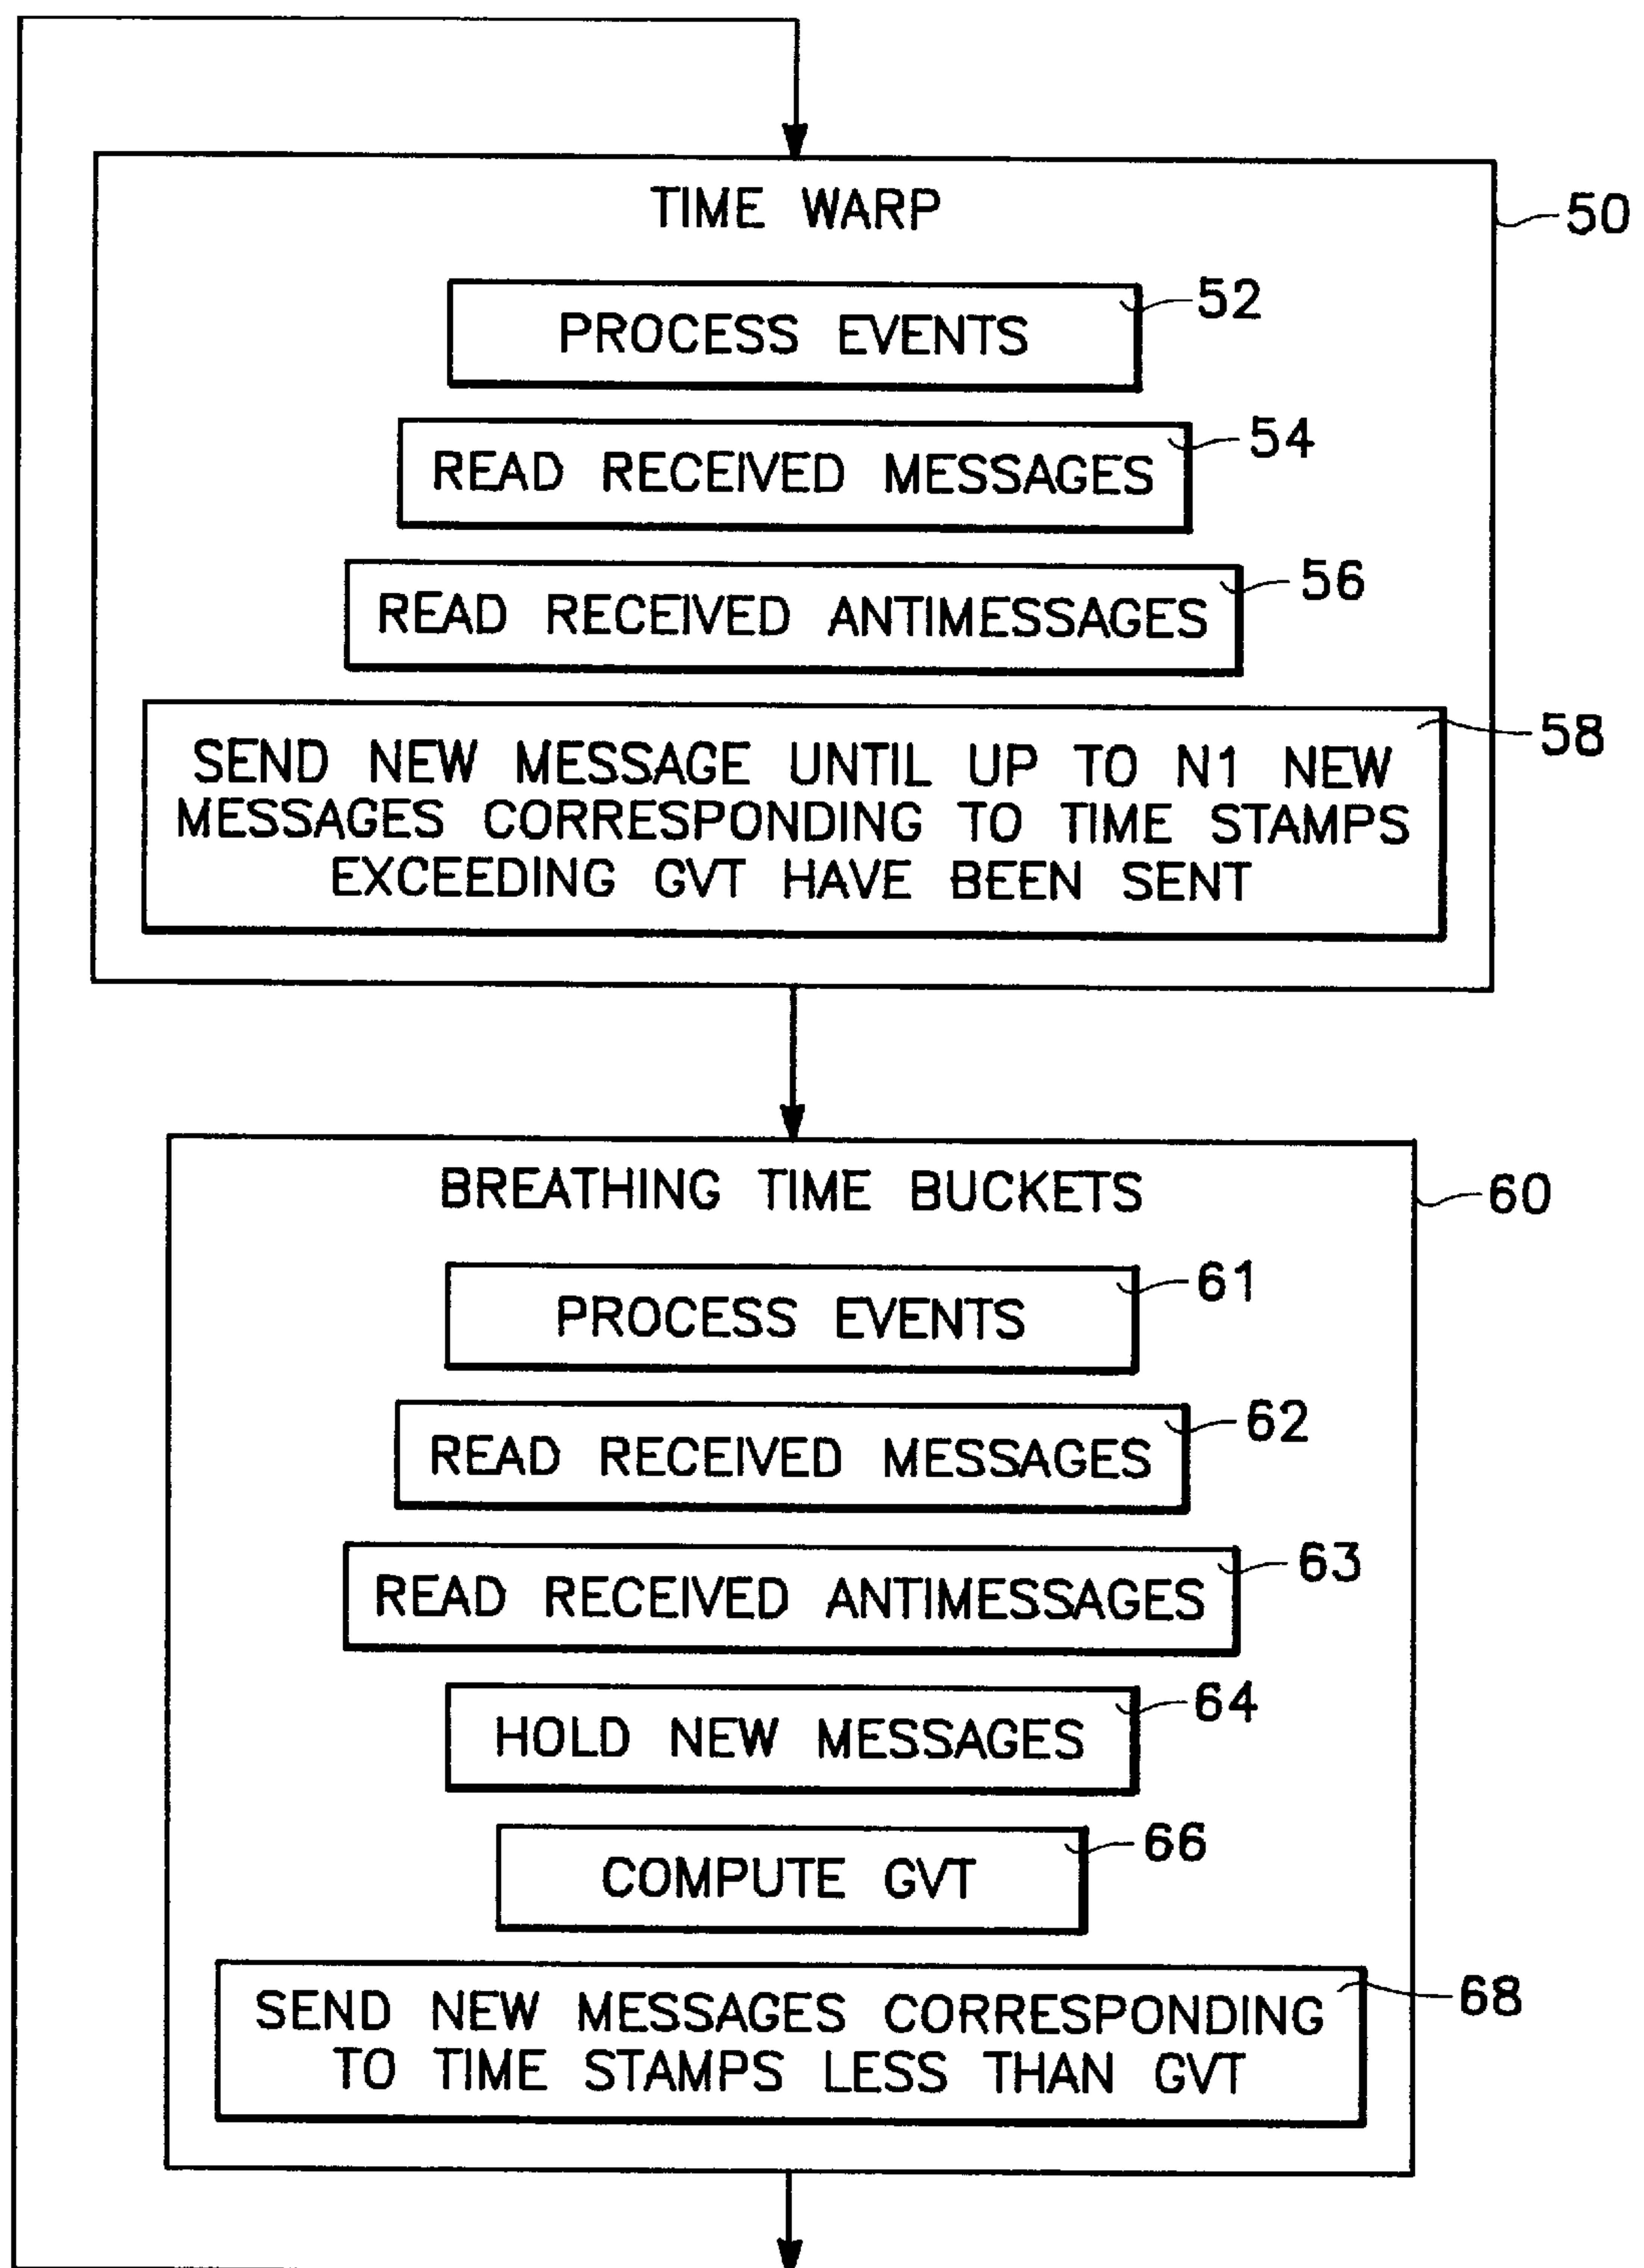 TIME WARP
50
PROCESS EVENTS
52
READ RECEIVED MESSAGES
54
READ RECEIVED ANTIMESSAGES
56
SEND NEW MESSAGE UNTIL UP TO N1 NEW
MESSAGES CORRESPONDING TO TIME STAMPS
EXCEEDING GVT HAVE BEEN SENT
58
BREATHING TIME BUCKETS
60
PROCESS EVENTS
61
READ RECEIVED MESSAGES
62
READ RECEIVED ANTIMESSAGES
63
HOLD NEW MESSAGES
64
COMPUTE GVT
66
SEND NEW MESSAGES CORRESPONDING
TO TIME STAMPS LESS THAN GVT
68